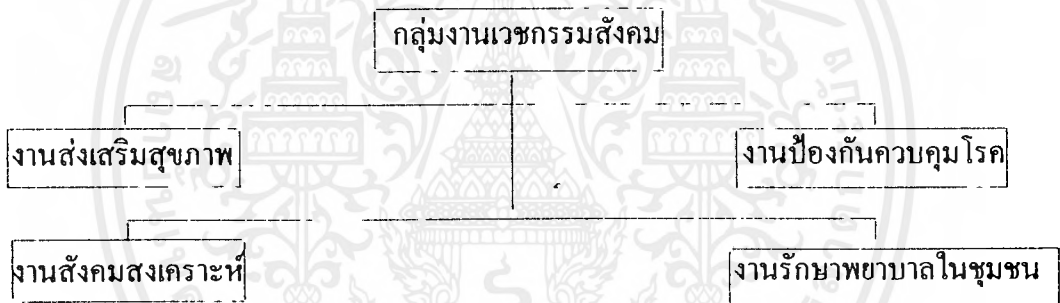 กลุ่มงานเวชกรรมสังคม
งานส่งเสริมสุขภาพ
งานป้องกันควบคุมโรค
งานสังคมสงเคราะห์
งานรักษาพยาบาลในชุมชน